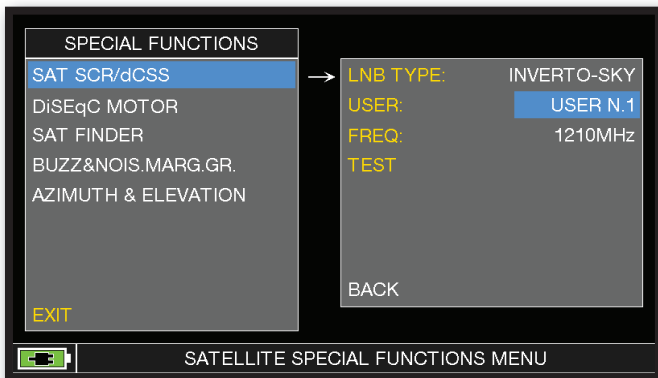 SPECIAL FUNCTIONS
SAT SCR/dCSS
DiSEqC MOTOR
SAT FINDER
BUZZ&NOIS.MARG.GR.
AZIMUTH & ELEVATION
EXIT
LNB TYPE: INVERTO-SKY
USER: USER N.1
FREQ: 1210MHz
TEST
BACK
SATELLITE SPECIAL FUNCTIONS MENU